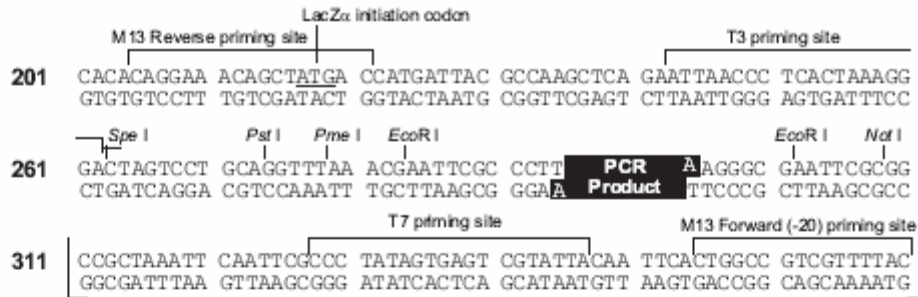 LacZα initiation codon
M13 Reverse priming site T3 priming site
201 CACACAGGAA ACAGCTATGA CCATGATTAC GCCAAGCTCA GAATTAACCC TCACTAAAGG
GTGTGTCCTT TGTCGATACT GGTACTAATG CGGTTCGAGT CTTAATTGGG AGTGATTTCC
Spe I Pst I Pme I EcoR I EcoR I Not I
261 GACTAGTCCT GCAGGTTTAA ACGAATTCGC CCTT PCR A AGGGC GAATTCGCGG
CTGATCAGGA CGTCCAAATT TGCTTAAGCG GGAA Product TTCCCG CTTAAGCGCC
T7 priming site M13 Forward (-20) priming site
311 CCGCTAAATT CAATTCGCCC TATAGTGAGT CGTATTACAA TTCACTGGCC GTCGTTTTAC
GGCGATTTAA GTTAAGCGGG ATATCACTCA GCATAATGTT AAGTGACCGG CAGCAAAATG